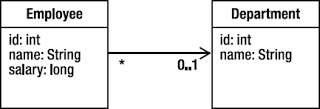 Employee
id: int
name: String
salary: long
*
0..1
Department
id: int
name: String